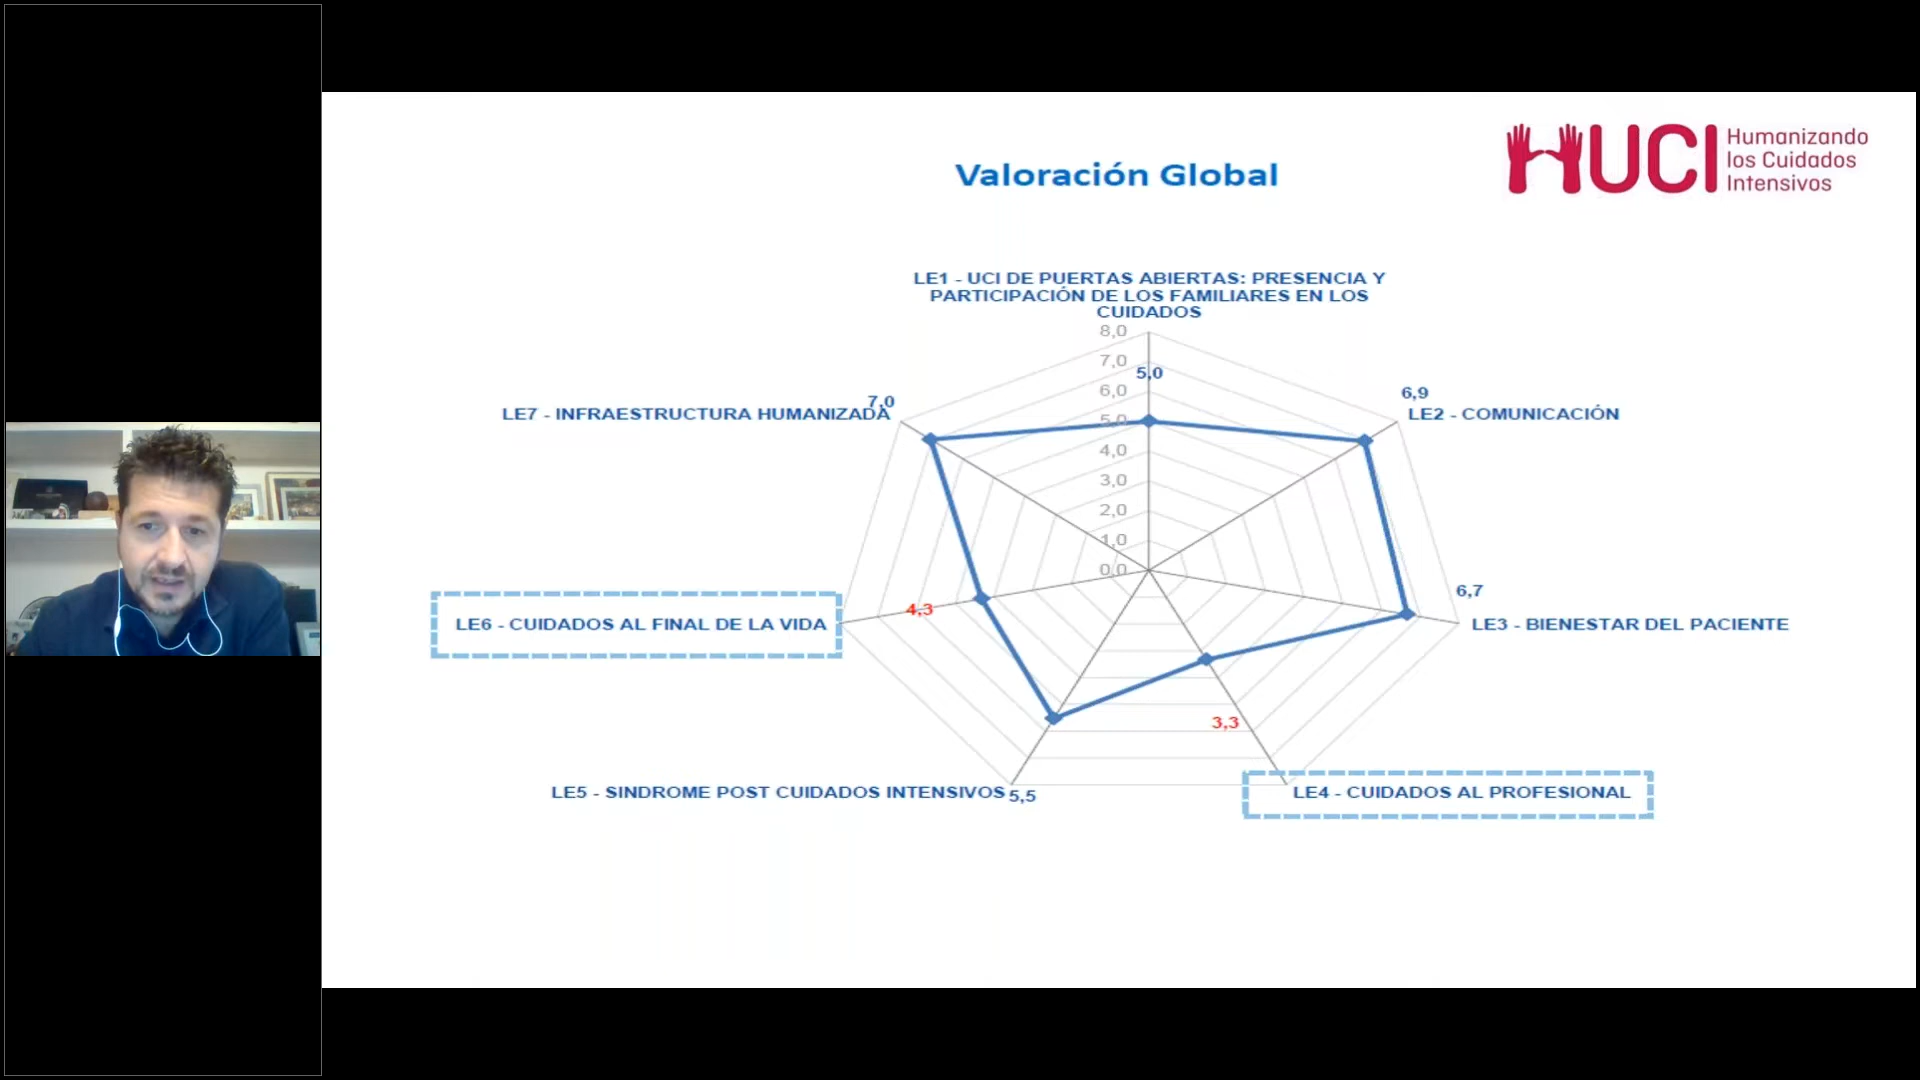 HUCI
Humanizando
los Cuidados
Intensivos
Valoración Global
LE1 - UCI DE PUERTAS ABIERTAS: PRESENCIA Y
PARTICIPACIÓN DE LOS FAMILIARES EN LOS
CUIDADOS
8,0
7,0
6,0
5,0
4,0
3,0
2,0
1,0
0,0
5,0
6,9
LE2 - COMUNICACIÓN
6,7
LE3 - BIENESTAR DEL PACIENTE
3,3
LE4 - CUIDADOS AL PROFESIONAL
LE5 - SINDROME POST CUIDADOS INTENSIVOS
5,5
4,3
LE6 - CUIDADOS AL FINAL DE LA VIDA
7,0
LE7 - INFRAESTRUCTURA HUMANIZADA